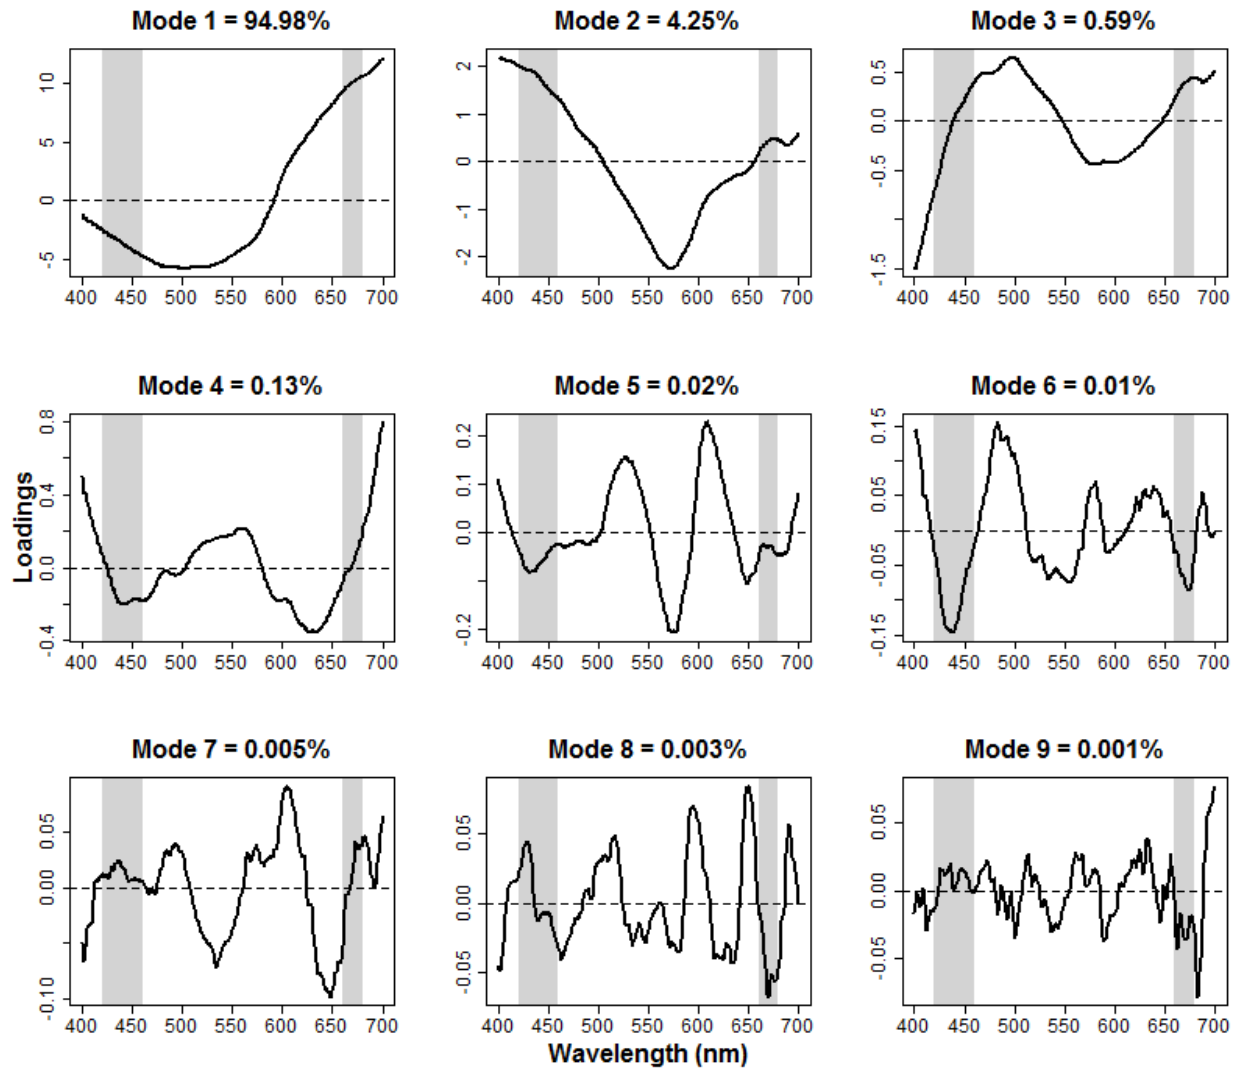 Mode 1 = 94.98%
Mode 2 = 4.25%
Mode 3 = 0.59%
10
5
0
-5
400 450 500 550 600 650 700
2
1
0
-1
-2
400 450 500 550 600 650 700
0.5
0.0
-0.5
-1.5
400 450 500 550 600 650 700
Mode 4 = 0.13%
Mode 5 = 0.02%
Mode 6 = 0.01%
Loadings
0.8
0.4
0.0
-0.4
400 450 500 550 600 650 700
0.2
0.1
0.0
-0.2
400 450 500 550 600 650 700
0.15
0.05
-0.05
-0.15
400 450 500 550 600 650 700
Mode 7 = 0.005%
Mode 8 = 0.003%
Mode 9 = 0.001%
0.05
0.00
-0.10
400 450 500 550 600 650 700
0.05
0.00
-0.05
400 450 500 550 600 650 700
0.05
0.00
-0.05
400 450 500 550 600 650 700
Wavelength (nm)